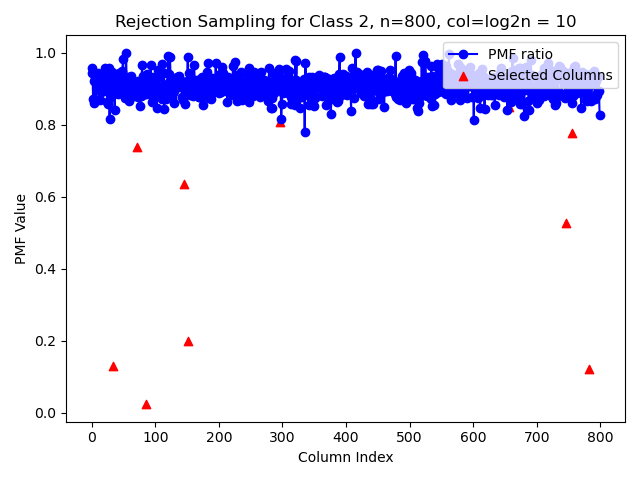 Rejection Sampling for Class 2, n=800, col=log2n = 10
PMF ratio
Selected Columns
1.0
0.8
0.6
0.4
0.2
0.0
PMF Value
0 100 200 300 400 500 600 700 800
Column Index